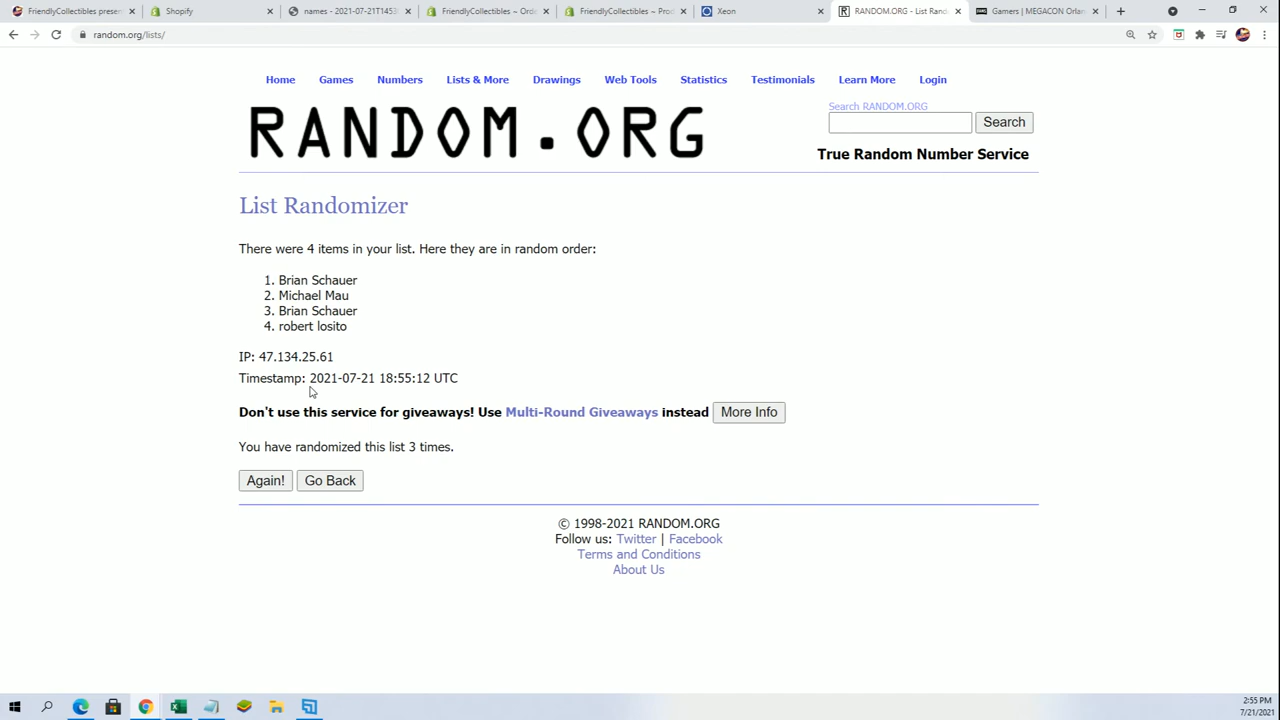 FriendlyCollectibles presen
Shopify
names - 2021-07-21T1453
FriendlyCollectibles ~ Orde
FriendlyCollectibles ~ Prod
Xeon
RANDOM.ORG - List Rand
Gamers | MEGACON Orlan
random.org/lists/
Home Games Numbers Lists & More Drawings Web Tools Statistics Testimonials Learn More Login
RANDOM.ORG
Search RANDOM.ORG
Search
True Random Number Service
List Randomizer
There were 4 items in your list. Here they are in random order:
1. Brian Schauer
2. Michael Mau
3. Brian Schauer
4. robert losito
IP: 47.134.25.61
Timestamp: 2021-07-21 18:55:12 UTC
Don't use this service for giveaways! Use Multi-Round Giveaways instead More Info
You have randomized this list 3 times.
Again! Go Back
© 1998-2021 RANDOM.ORG
Follow us: Twitter | Facebook
Terms and Conditions
About Us
2:55 PM
7/21/2021